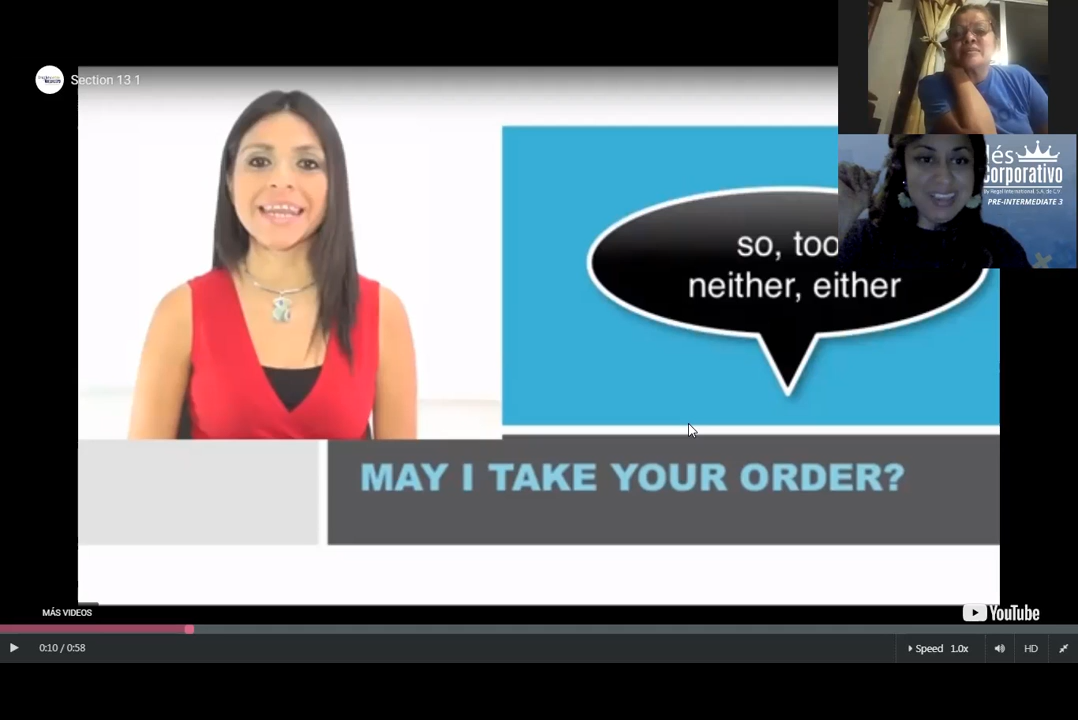 Section 13.1
lés
Corporativo
PRE-INTERMEDIATE 3
so, too
neither, either
MAY I TAKE YOUR ORDER?
MÁS VIDEOS
YouTube
0:10 / 0:58
Speed 1.0x
HD